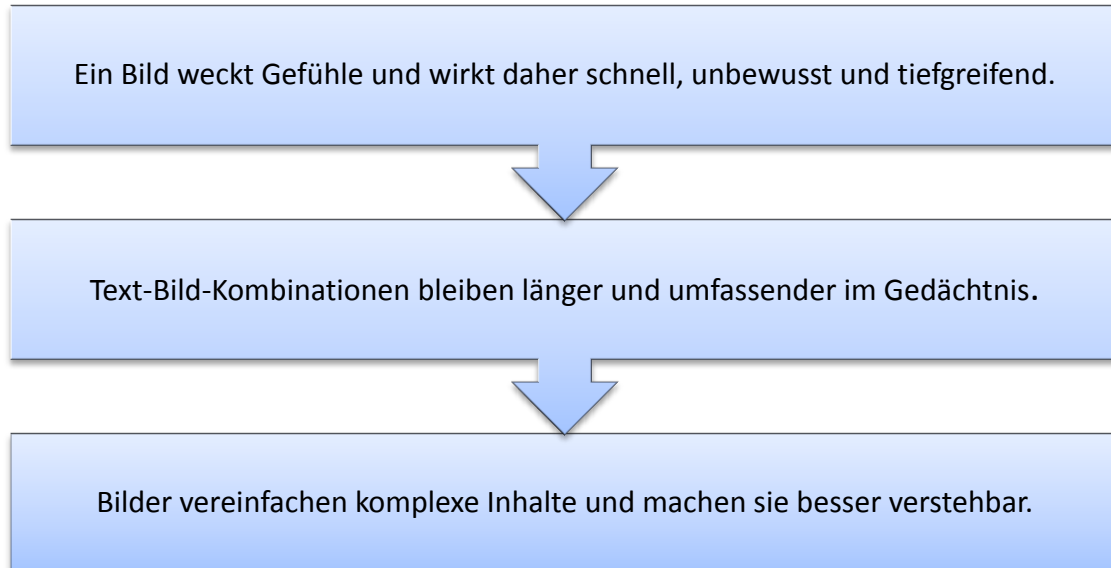 Ein Bild weckt Gefühle und wirkt daher schnell, unbewusst und tiefgreifend.
Text-Bild-Kombinationen bleiben länger und umfassender im Gedächtnis.
Bilder vereinfachen komplexe Inhalte und machen sie besser verstehbar.